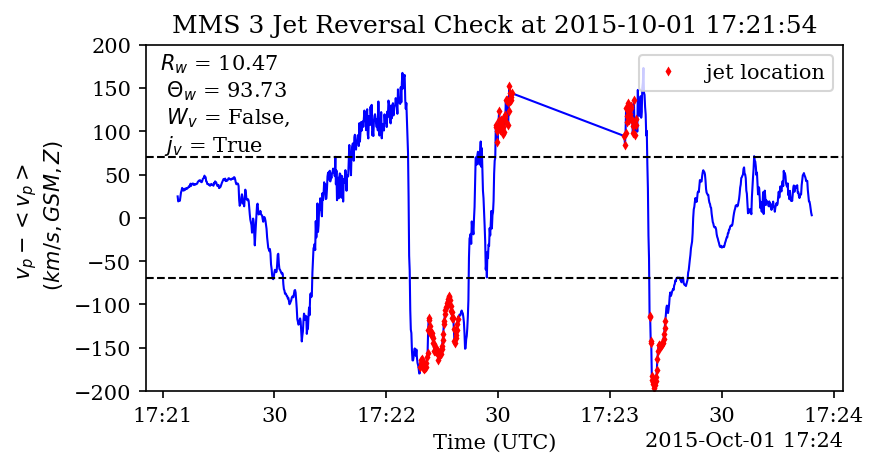 MMS 3 Jet Reversal Check at 2015-10-01 17:21:54
R_w = 10.47
Θ_w = 93.73
W_v = False,
j_v = True
jet location
v_p − < v_p >
(km/s, GSM, Z)
200
150
100
50
0
−50
−100
−150
−200
17:21
30
17:22
30
17:23
30
17:24
Time (UTC)
2015-Oct-01 17:24